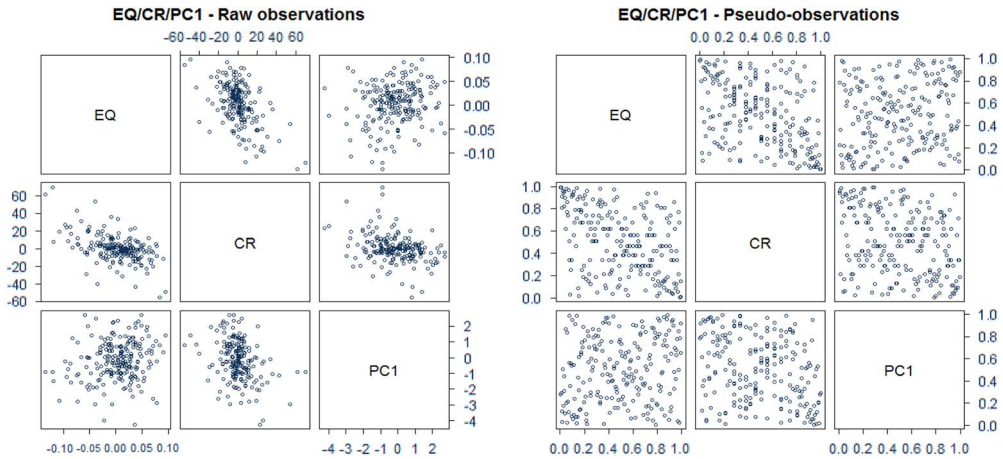 EQ/CR/PC1 - Raw observations
-60 -40 -20 0 20 40 60
EQ
0.10
0.05
0.00
-0.05
-0.10
60
40
20
0
-20
-40
-60
CR
PC1
2
1
0
-1
-2
-3
-4
-0.10 -0.05 0.00 0.05 0.10
-4 -3 -2 -1 0 1 2
EQ/CR/PC1 - Pseudo-observations
0.0 0.2 0.4 0.6 0.8 1.0
EQ
1.0
0.8
0.6
0.4
0.2
0.0
1.0
0.8
0.6
0.4
0.2
0.0
CR
PC1
1.0
0.8
0.6
0.4
0.2
0.0
0.0 0.2 0.4 0.6 0.8 1.0
0.0 0.2 0.4 0.6 0.8 1.0